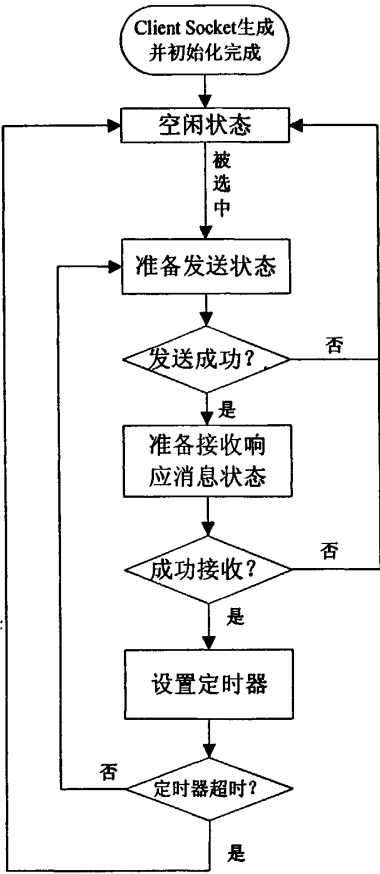 Client Socket生成
并初始化完成
空闲状态
被
选
中
准备发送状态
发送成功？
否
是
准备接收响
应消息状态
成功接收？
否
是
设置定时器
定时器超时？
否
是